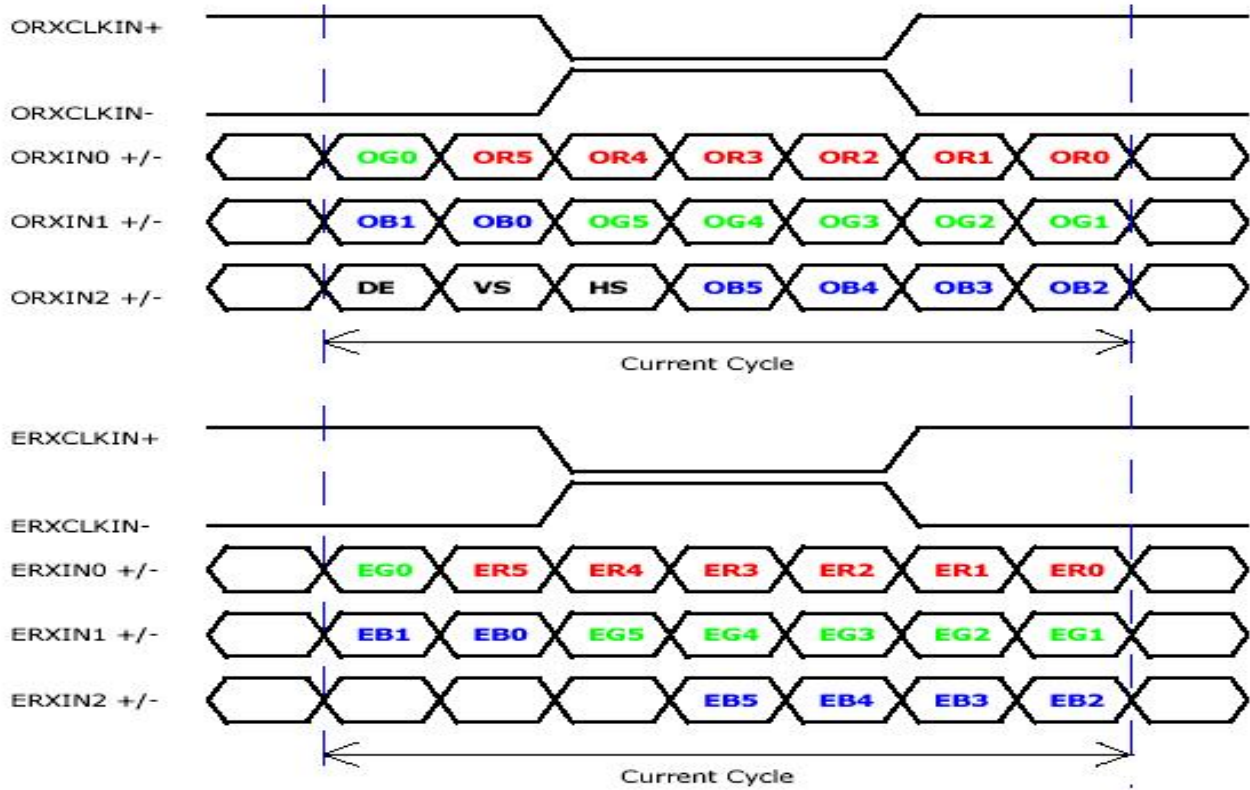 ORXCLKIN+
ORXCLKIN-
ORXIN0 +/- OG0 OR5 OR4 OR3 OR2 OR1 OR0
ORXIN1 +/- OB1 OB0 OG5 OG4 OG3 OG2 OG1
ORXIN2 +/- DE VS HS OB5 OB4 OB3 OB2
Current Cycle
ERXCLKIN+
ERXCLKIN-
ERXIN0 +/- EG0 ER5 ER4 ER3 ER2 ER1 ER0
ERXIN1 +/- EB1 EB0 EG5 EG4 EG3 EG2 EG1
ERXIN2 +/- EB5 EB4 EB3 EB2
Current Cycle